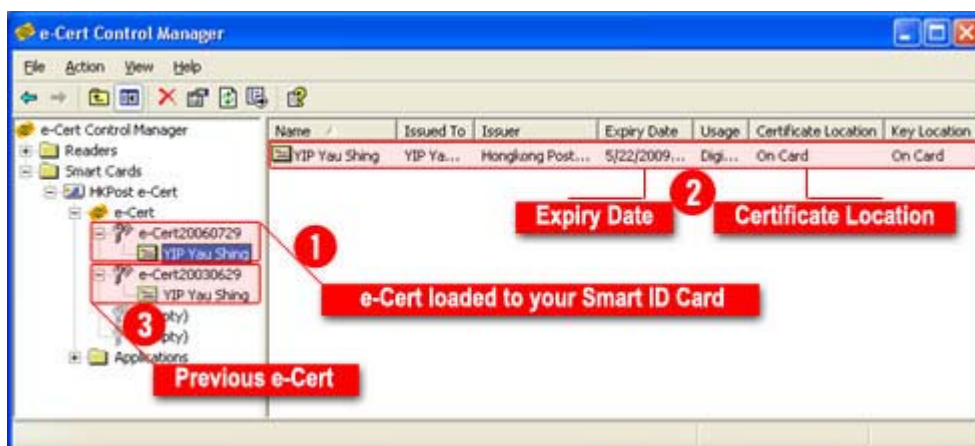 e-Cert Control Manager
File Action View Help
e-Cert Control Manager
Readers
Smart Cards
HKPost e-Cert
e-Cert
e-Cert20060729
YIP Yau Shing
e-Cert20030629
YIP Yau Shing
pty)
pty)
Applications
Name Issued To Issuer Expiry Date Usage Certificate Location Key Location
YIP Yau Shing YIP Ya... Hongkong Post... 5/22/2009,... Digi... On Card On Card
2
Expiry Date Certificate Location
1
e-Cert loaded to your Smart ID Card
3
Previous e-Cert